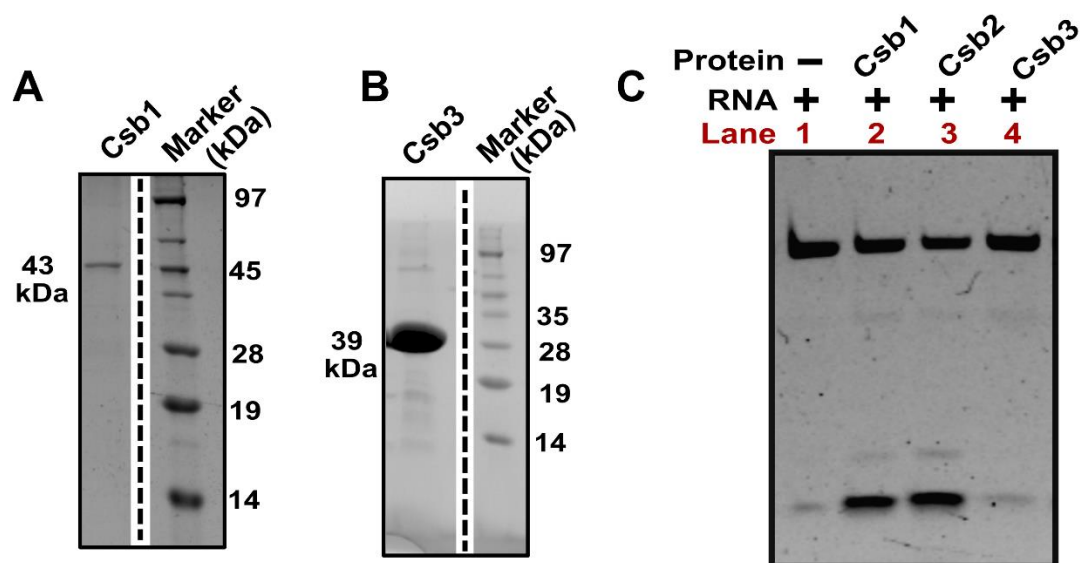 A
Csb1
Marker
(kDa)
97
43
kDa
45
28
19
14
B
Csb3
Marker
(kDa)
97
35
39
kDa
28
19
14
C
Protein – Csb1 Csb2 Csb3
RNA + + + +
Lane 1 2 3 4